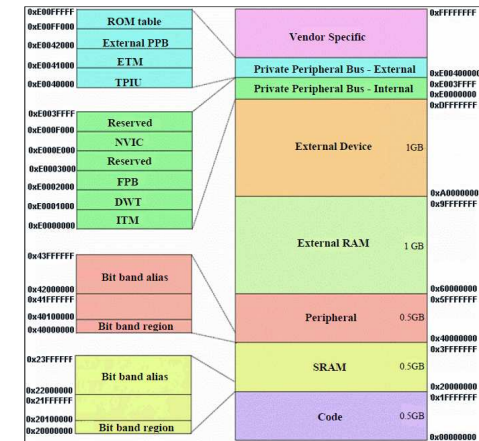 0xE00FFFFF
ROM table
0xE00FF000
External PPB
0xE0042000
ETM
0xE0041000
TPIU
0xE0040000
0xE003FFFF
Reserved
0xE000F000
NVIC
0xE000E000
Reserved
0xE0003000
FPB
0xE0002000
DWT
0xE0001000
ITM
0xE0000000
0x43FFFFFF
Bit band alias
0x42000000
0x41FFFFFF
0x40100000
Bit band region
0x40000000
0x23FFFFFF
Bit band alias
0x22000000
0x21FFFFFF
0x20100000
Bit band region
0x20000000
0xFFFFFFFF
Vendor Specific
Private Peripheral Bus - External
0xE0040000
0xE003FFFF
Private Peripheral Bus - Internal
0xE0000000
0xDFFFFFFF
External Device 1GB
0xA0000000
0x9FFFFFFF
External RAM 1 GB
0x60000000
0x5FFFFFFF
Peripheral 0.5GB
0x40000000
0x3FFFFFFF
SRAM 0.5GB
0x20000000
0x1FFFFFFF
Code 0.5GB
0x00000000